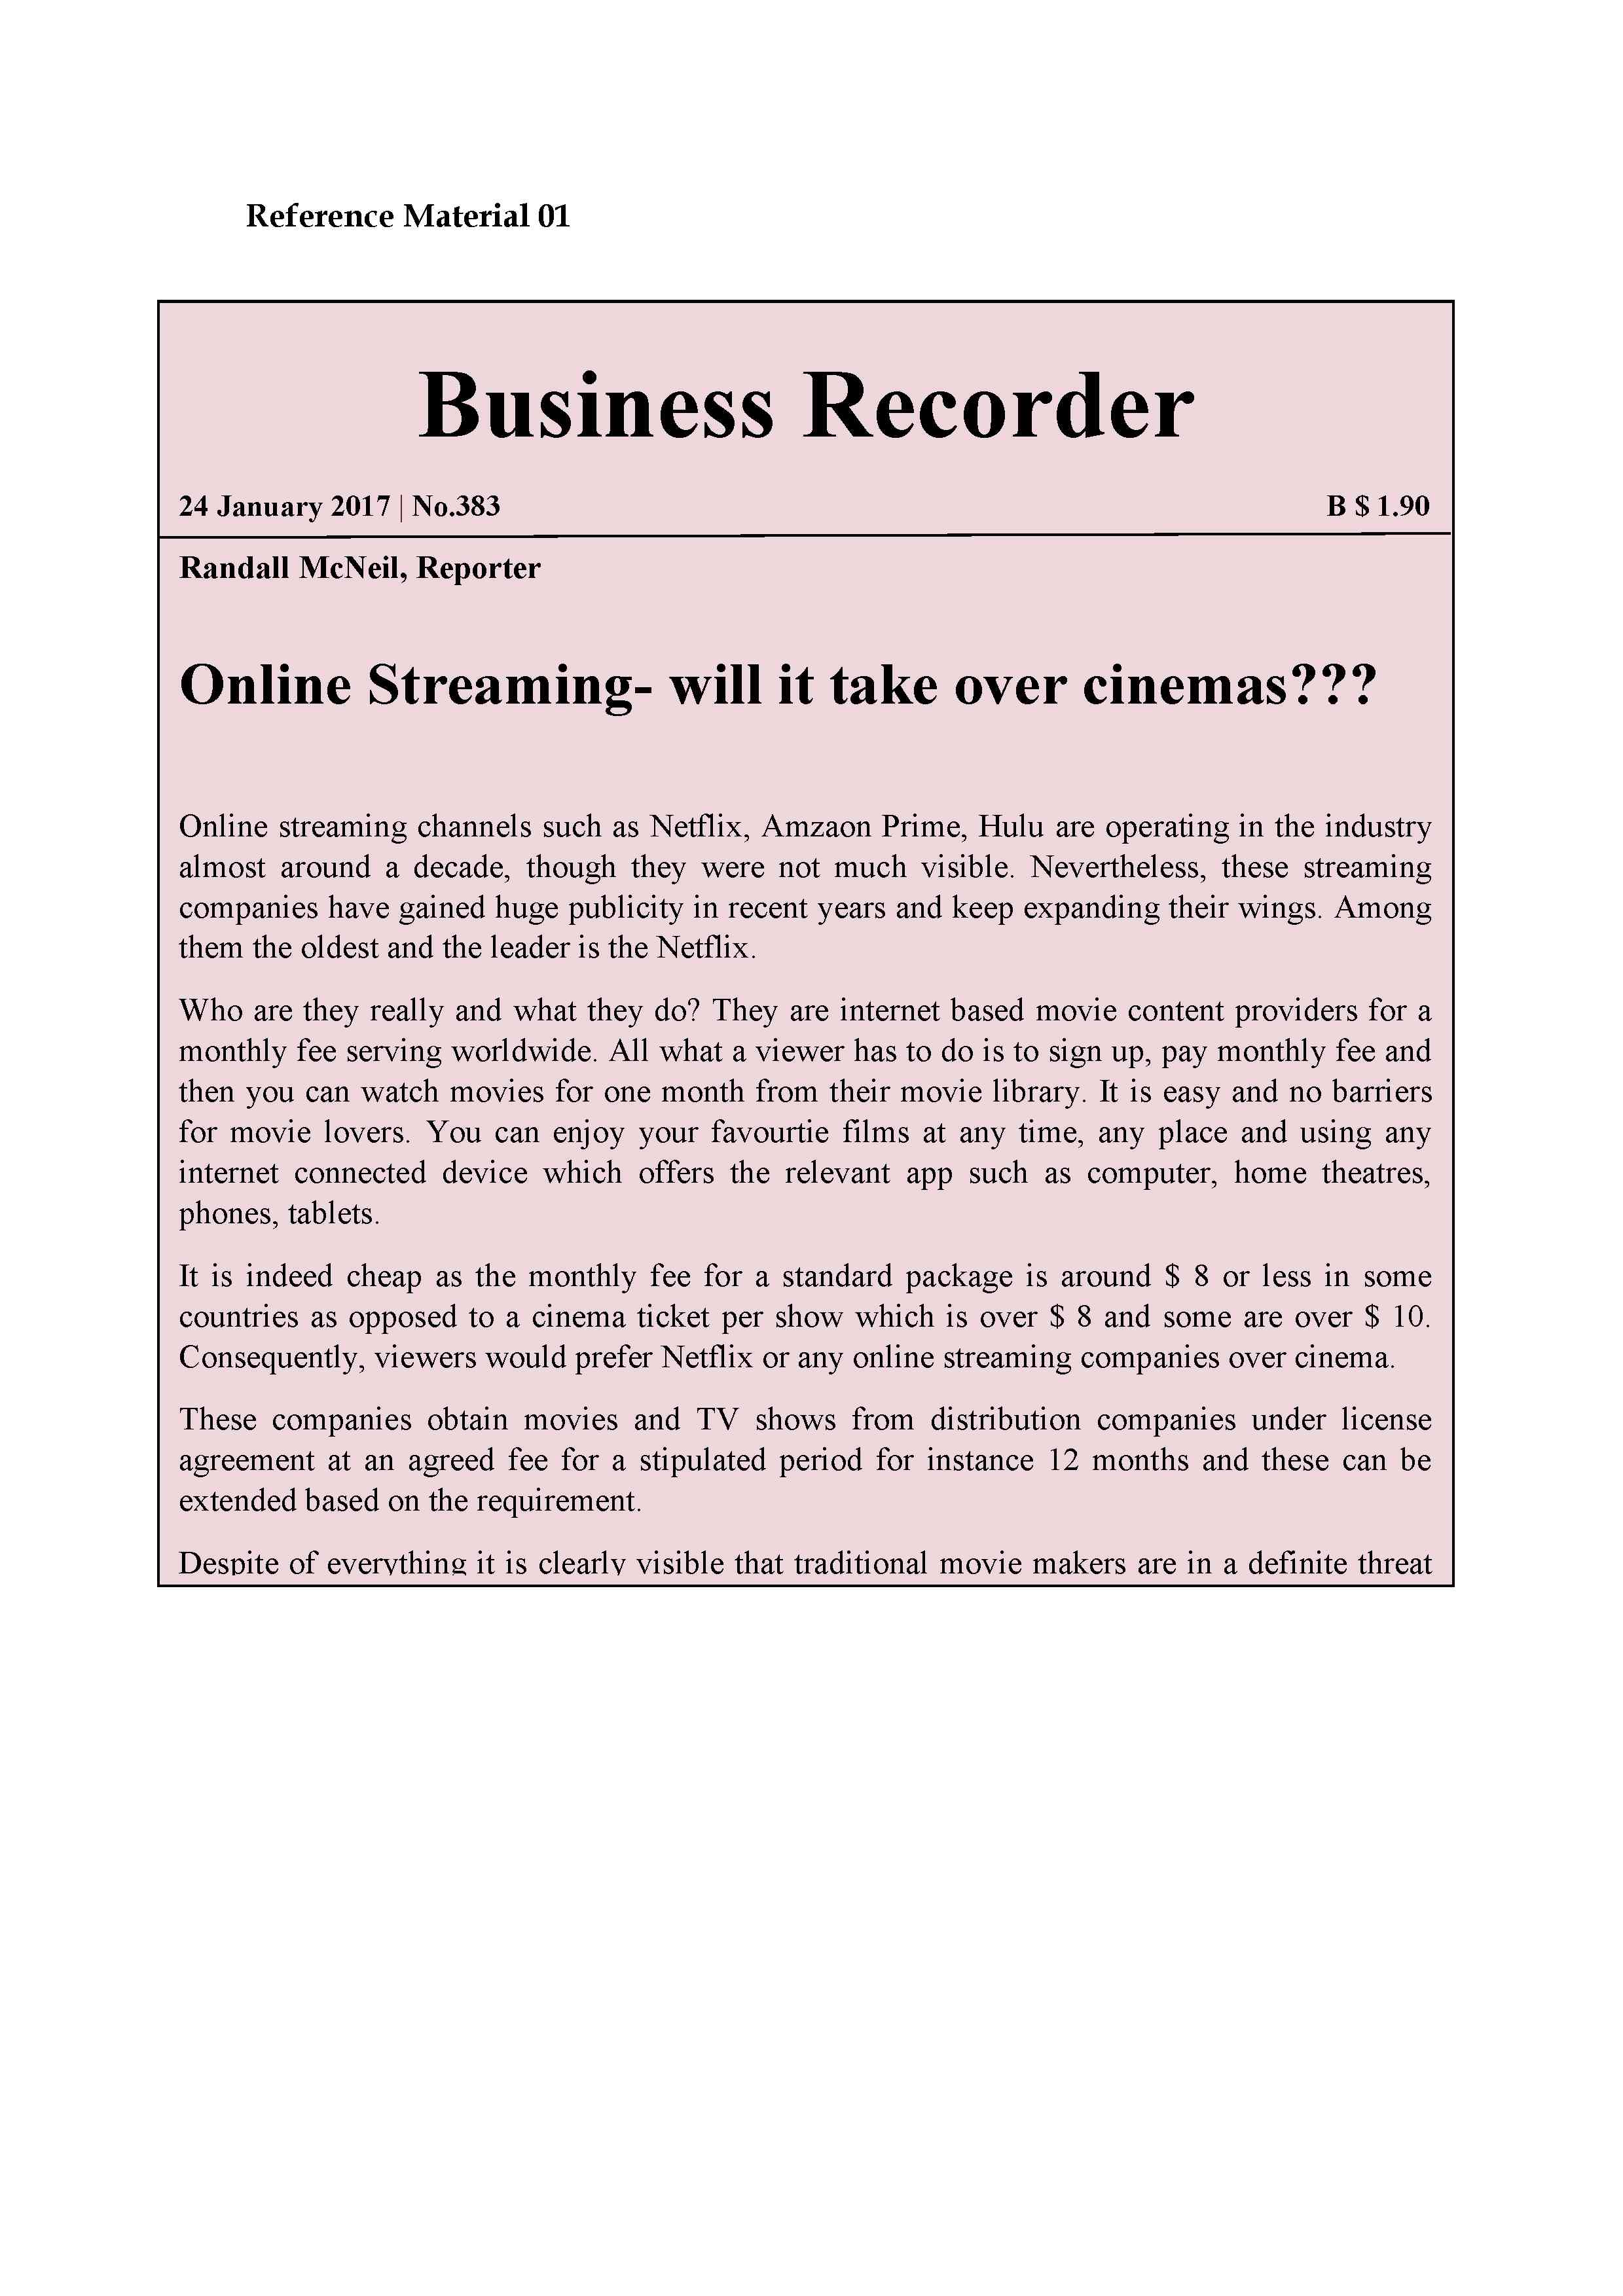 Reference Material 01
Business Recorder
24 January 2017 | No.383 B $ 1.90
Randall McNeil, Reporter
Online Streaming- will it take over cinemas???
Online streaming channels such as Netflix, Amzaon Prime, Hulu are operating in the industry
almost around a decade, though they were not much visible. Nevertheless, these streaming
companies have gained huge publicity in recent years and keep expanding their wings. Among
them the oldest and the leader is the Netflix.
Who are they really and what they do? They are internet based movie content providers for a
monthly fee serving worldwide. All what a viewer has to do is to sign up, pay monthly fee and
then you can watch movies for one month from their movie library. It is easy and no barriers
for movie lovers. You can enjoy your favourtie films at any time, any place and using any
internet connected device which offers the relevant app such as computer, home theatres,
phones, tablets.
It is indeed cheap as the monthly fee for a standard package is around $ 8 or less in some
countries as opposed to a cinema ticket per show which is over $ 8 and some are over $ 10.
Consequently, viewers would prefer Netflix or any online streaming companies over cinema.
These companies obtain movies and TV shows from distribution companies under license
agreement at an agreed fee for a stipulated period for instance 12 months and these can be
extended based on the requirement.
Despite of everything it is clearly visible that traditional movie makers are in a definite threat